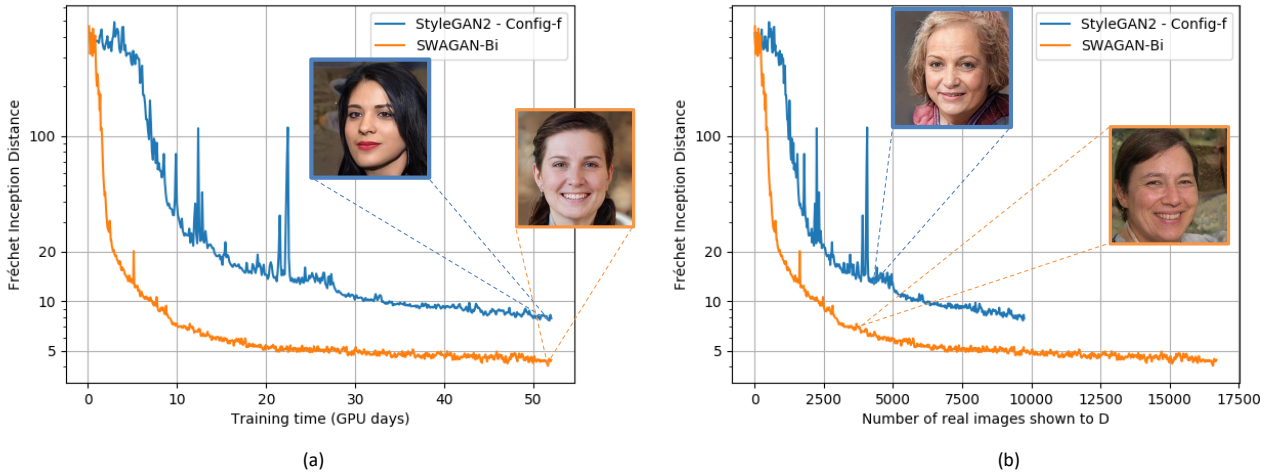 StyleGAN2 - Config-f
SWAGAN-Bi
Fréchet Inception Distance
100
20
10
5
0 10 20 30 40 50
Training time (GPU days)
(a)
StyleGAN2 - Config-f
SWAGAN-Bi
Fréchet Inception Distance
100
20
10
5
0 2500 5000 7500 10000 12500 15000 17500
Number of real images shown to D
(b)